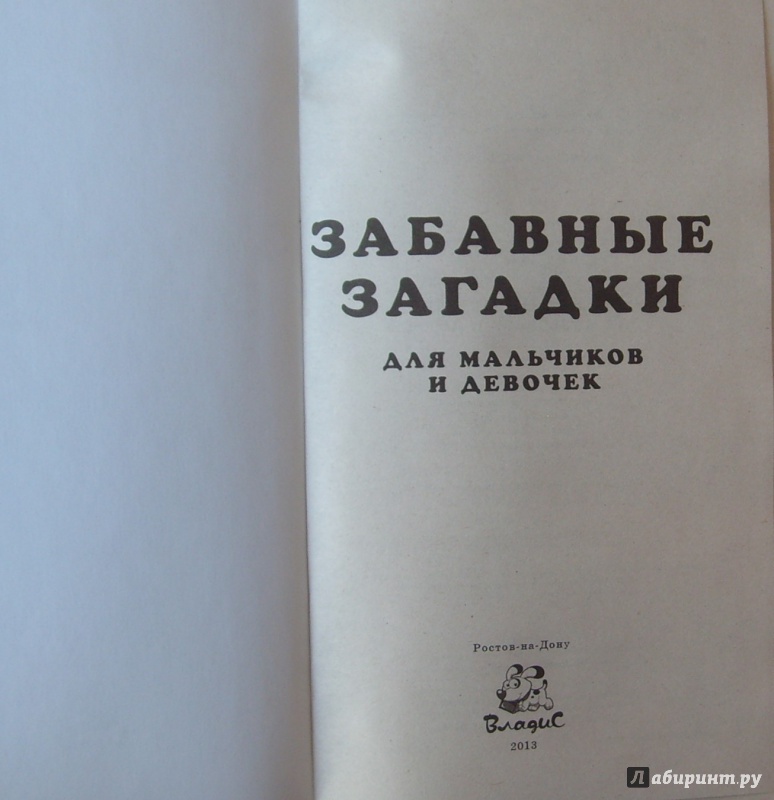 ЗАБАВНЫЕ
ЗАГАДКИ
ДЛЯ МАЛЬЧИКОВ
И ДЕВОЧЕК
Ростов-на-Дону
ВладиС
2013
Лабиринт.ру